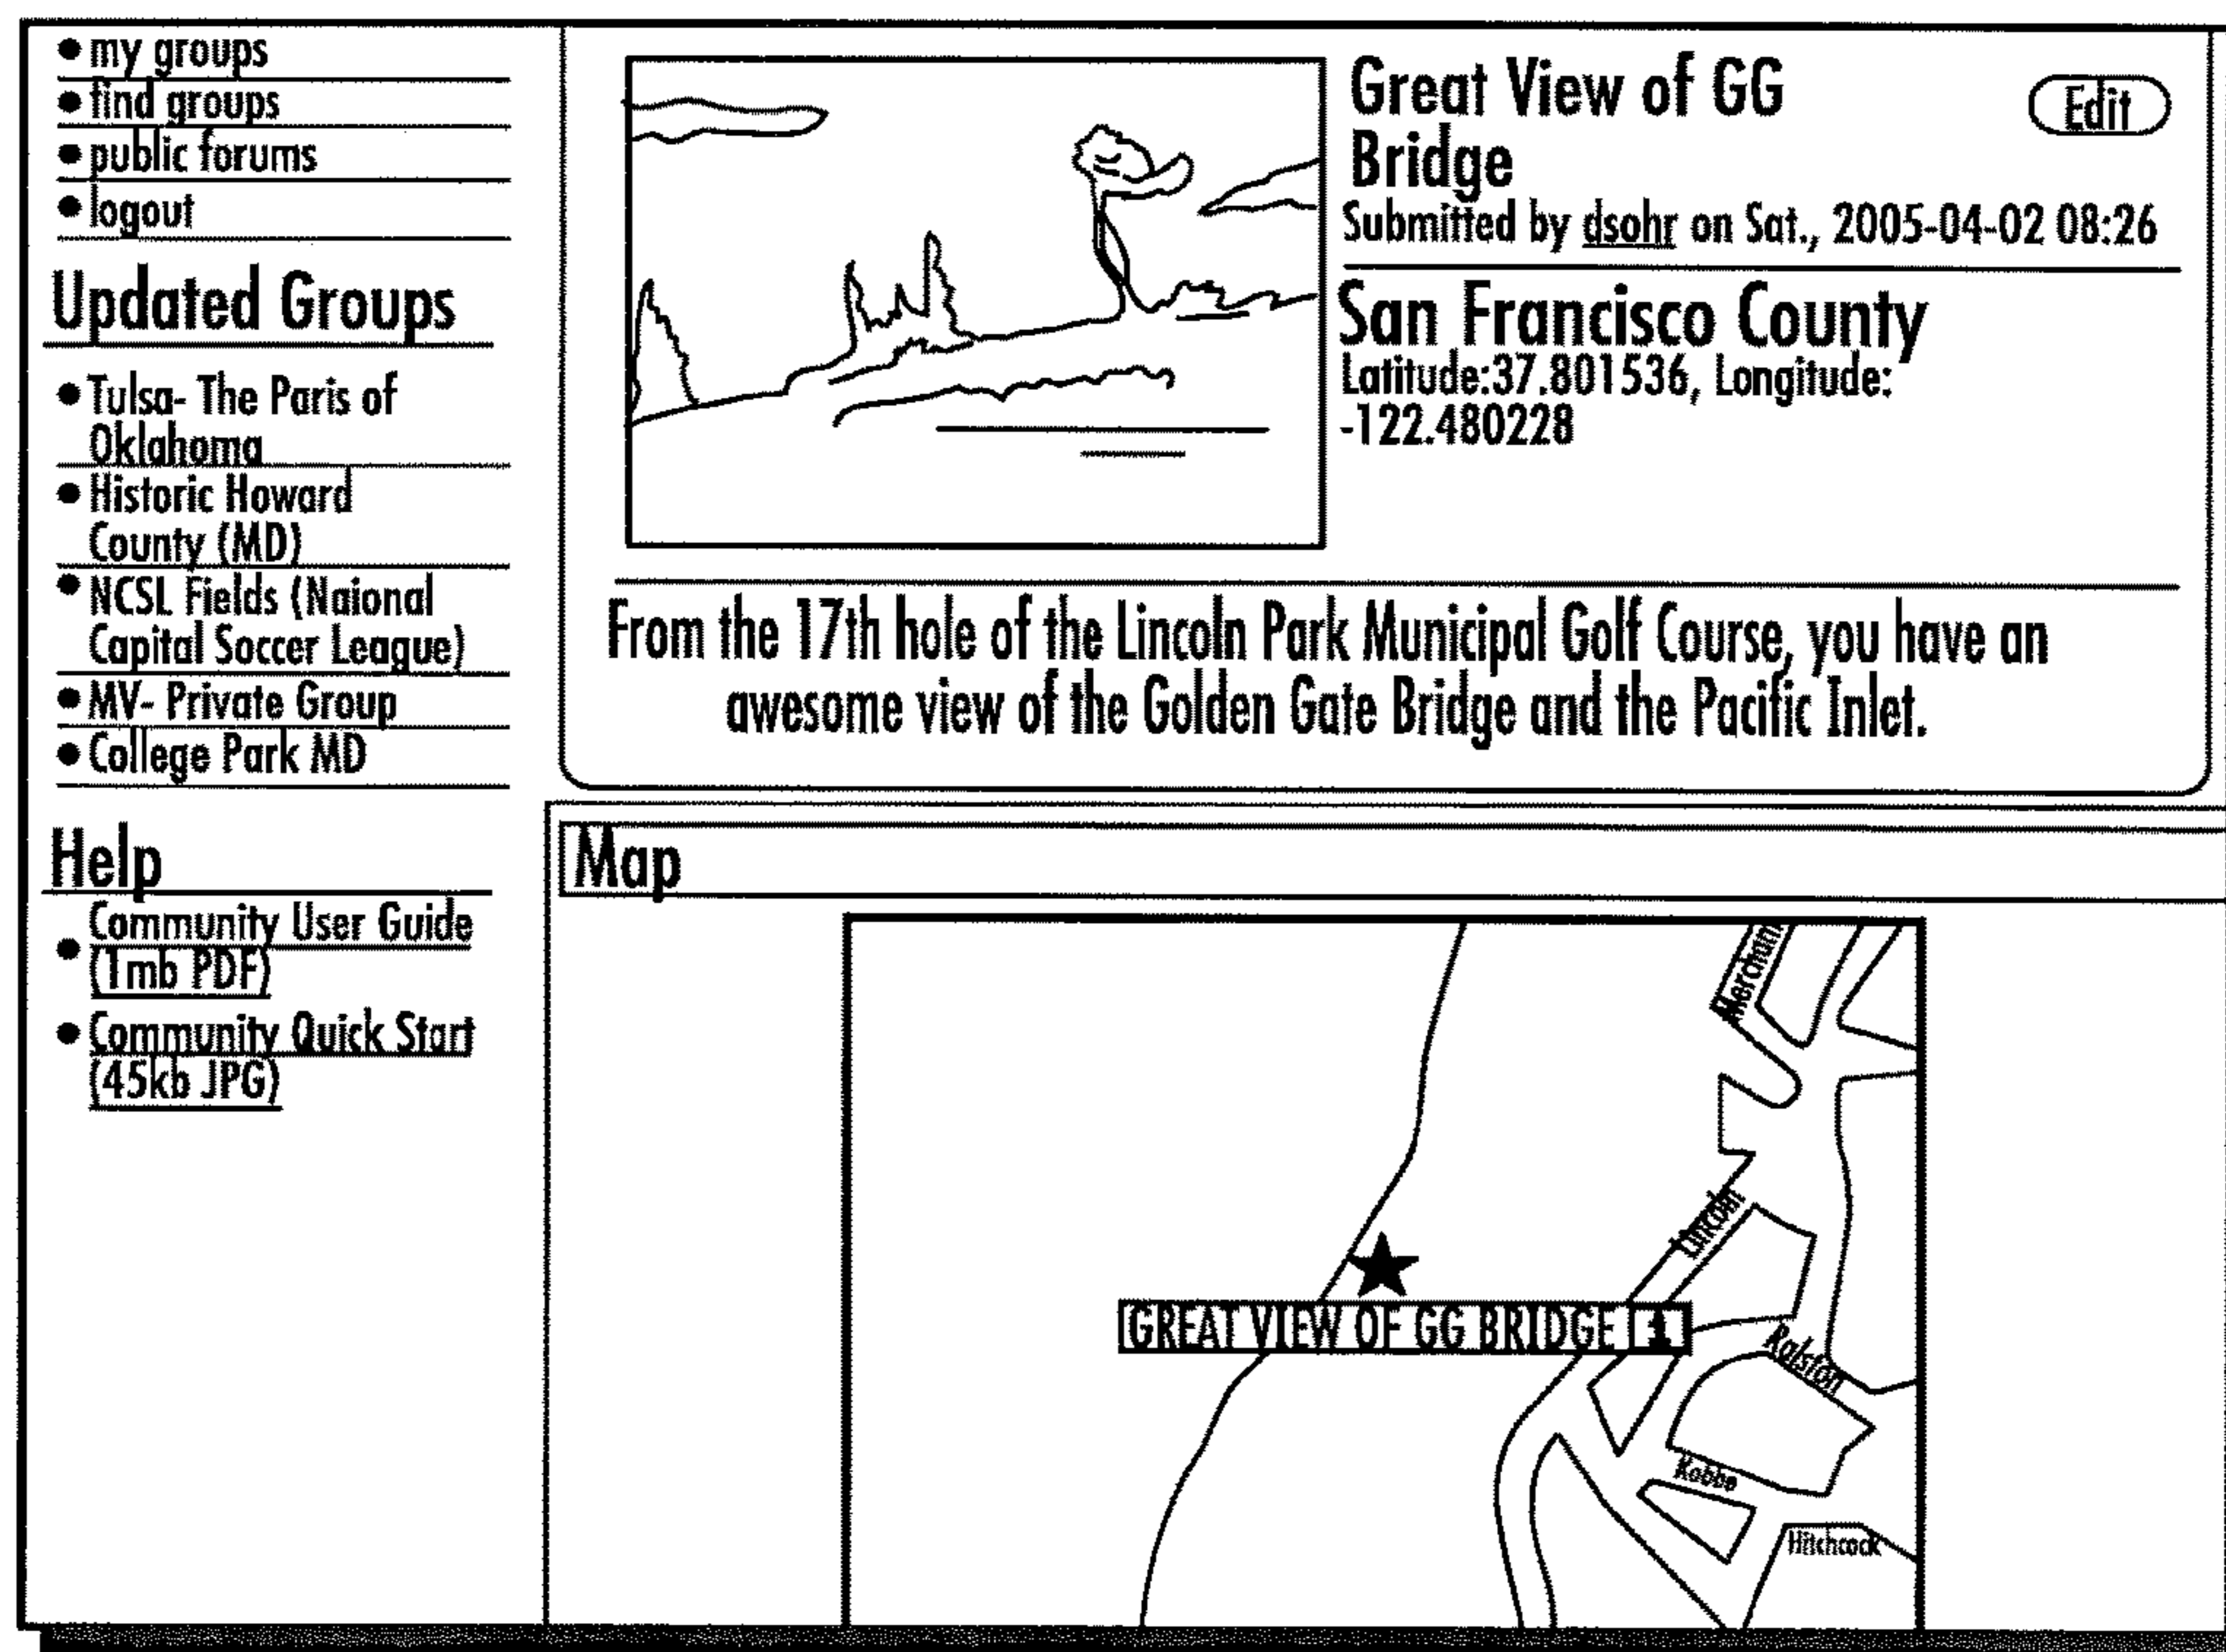 my groups
find groups
public forums
logout
Updated Groups
Tulsa- The Paris of
Oklahoma
Historic Howard
County (MD)
NCSL Fields (Naional
Capital Soccer League)
MV- Private Group
College Park MD
Help
Community User Guide
(1mb PDF)
Community Quick Start
(45kb JPG)
Great View of GG
Bridge
Edit
Submitted by dsohr on Sat., 2005-04-02 08:26
San Francisco County
Latitude:37.801536, Longitude:
-122.480228
From the 17th hole of the Lincoln Park Municipal Golf Course, you have an
awesome view of the Golden Gate Bridge and the Pacific Inlet.
Map
Merchant
Lincoln
GREAT VIEW OF GG BRIDGE 1
Ralston
Kobbe
Hitchcock